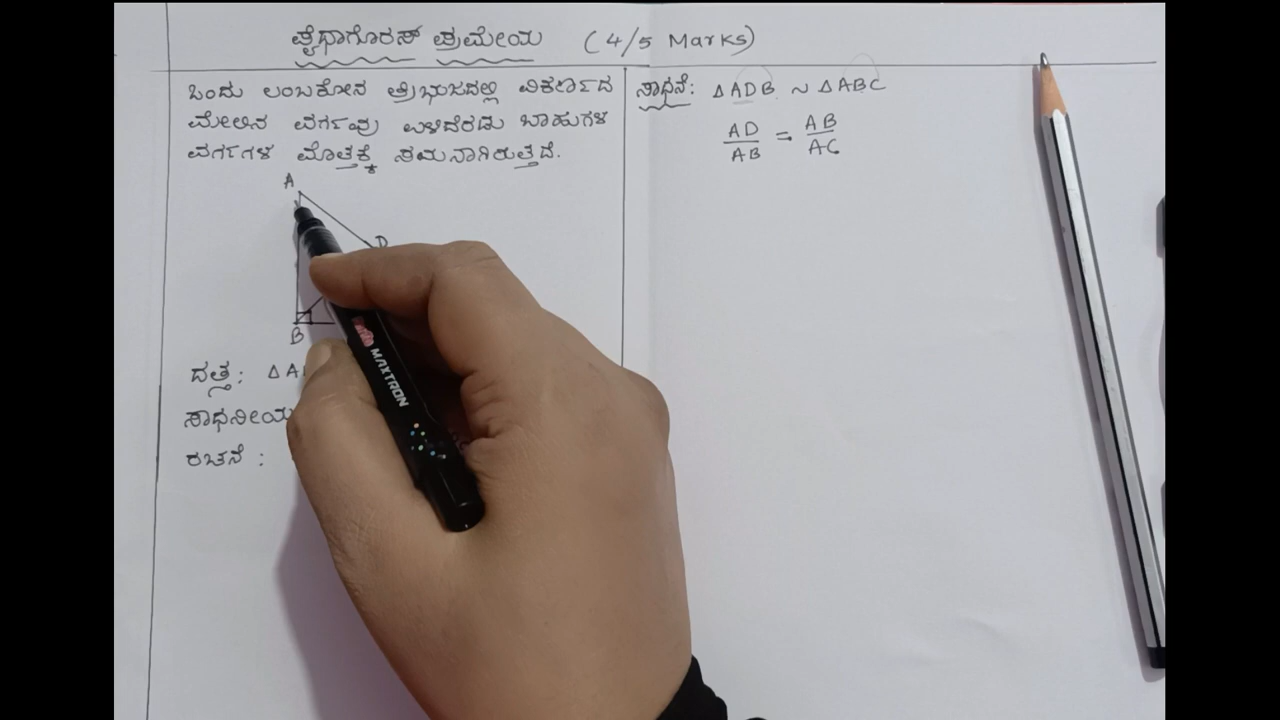 ಪೈಥಾಗೊರಸ್ ಪ್ರಮೇಯ (4/5 Marks)
ಒಂದು ಲಂಬಕೋನ ತ್ರಿಭುಜದಲ್ಲಿ ವಿಕರ್ಣದ
ಮೇಲಿನ ವರ್ಗವು ಉಳಿದೆರಡು ಬಾಹುಗಳ
ವರ್ಗಗಳ ಮೊತ್ತಕ್ಕೆ ಸಮನಾಗಿರುತ್ತದೆ.
A
D
B
ದತ್ತ: ΔA
ಸಾಧನೀಯ
ರಚನೆ :
ಸಾಧನೆ: ΔADB ~ ΔABC
AD/AB = AB/AC
MAXTRON